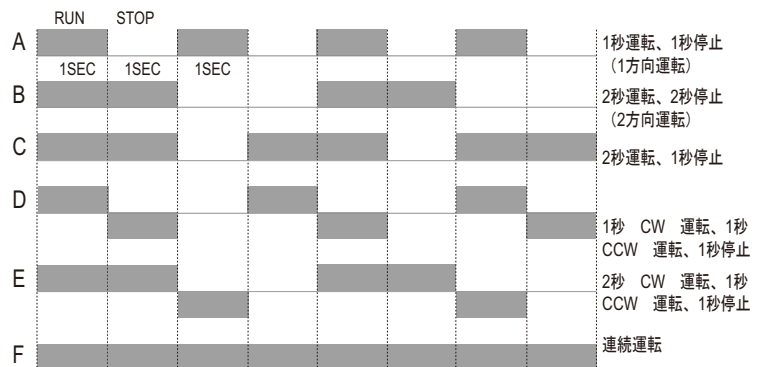 RUN STOP
A
1秒運転、1秒停止
（1方向運転）
1SEC 1SEC 1SEC
B
2秒運転、2秒停止
（2方向運転）
C
2秒運転、1秒停止
D
1秒 CW 運転、1秒
CCW 運転、1秒停止
E
2秒 CW 運転、1秒
CCW 運転、1秒停止
F
連続運転